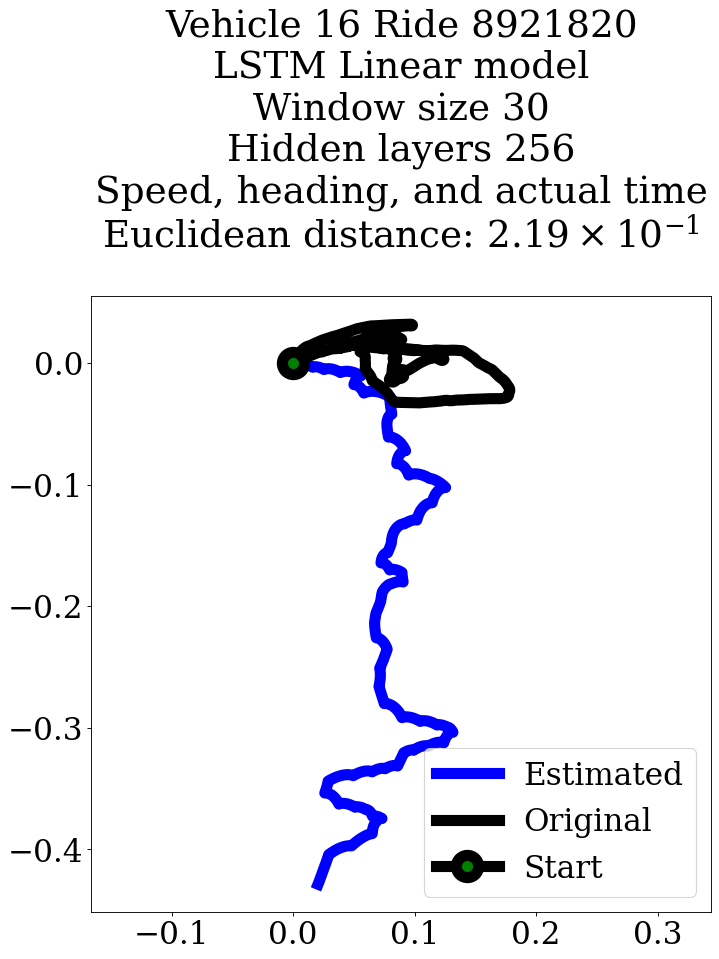 Vehicle 16 Ride 8921820
LSTM Linear model
Window size 30
Hidden layers 256
Speed, heading, and actual time
Euclidean distance: 2.19 × 10⁻¹
0.0
−0.1
−0.2
−0.3
−0.4
Estimated
Original
Start
−0.1 0.0 0.1 0.2 0.3